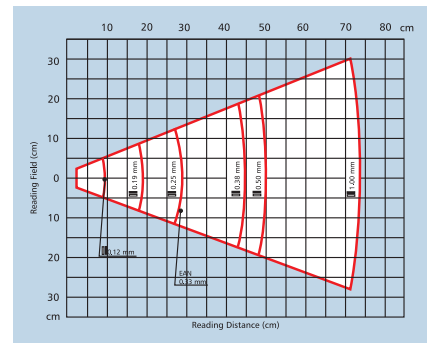 10 20 30 40 50 60 70 80 cm
30
20
10
0
10
20
30
cm
Reading Field (cm)
0,12 mm
0.19 mm
0.25 mm
EAN
0,33 mm
0.38 mm
0.50 mm
1.00 mm
Reading Distance (cm)